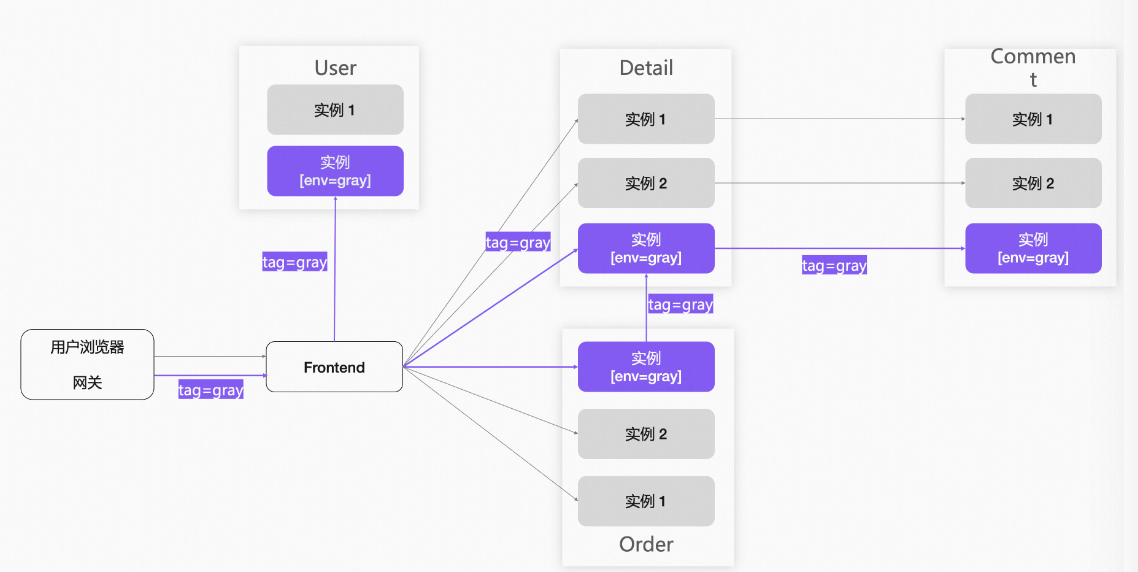 User
实例 1
实例
[env=gray]
tag=gray
用户浏览器
网关
tag=gray
Frontend
Detail
实例 1
实例 2
tag=gray
实例
[env=gray]
tag=gray
实例
[env=gray]
实例 2
实例 1
Order
tag=gray
Commen
t
实例 1
实例 2
实例
[env=gray]